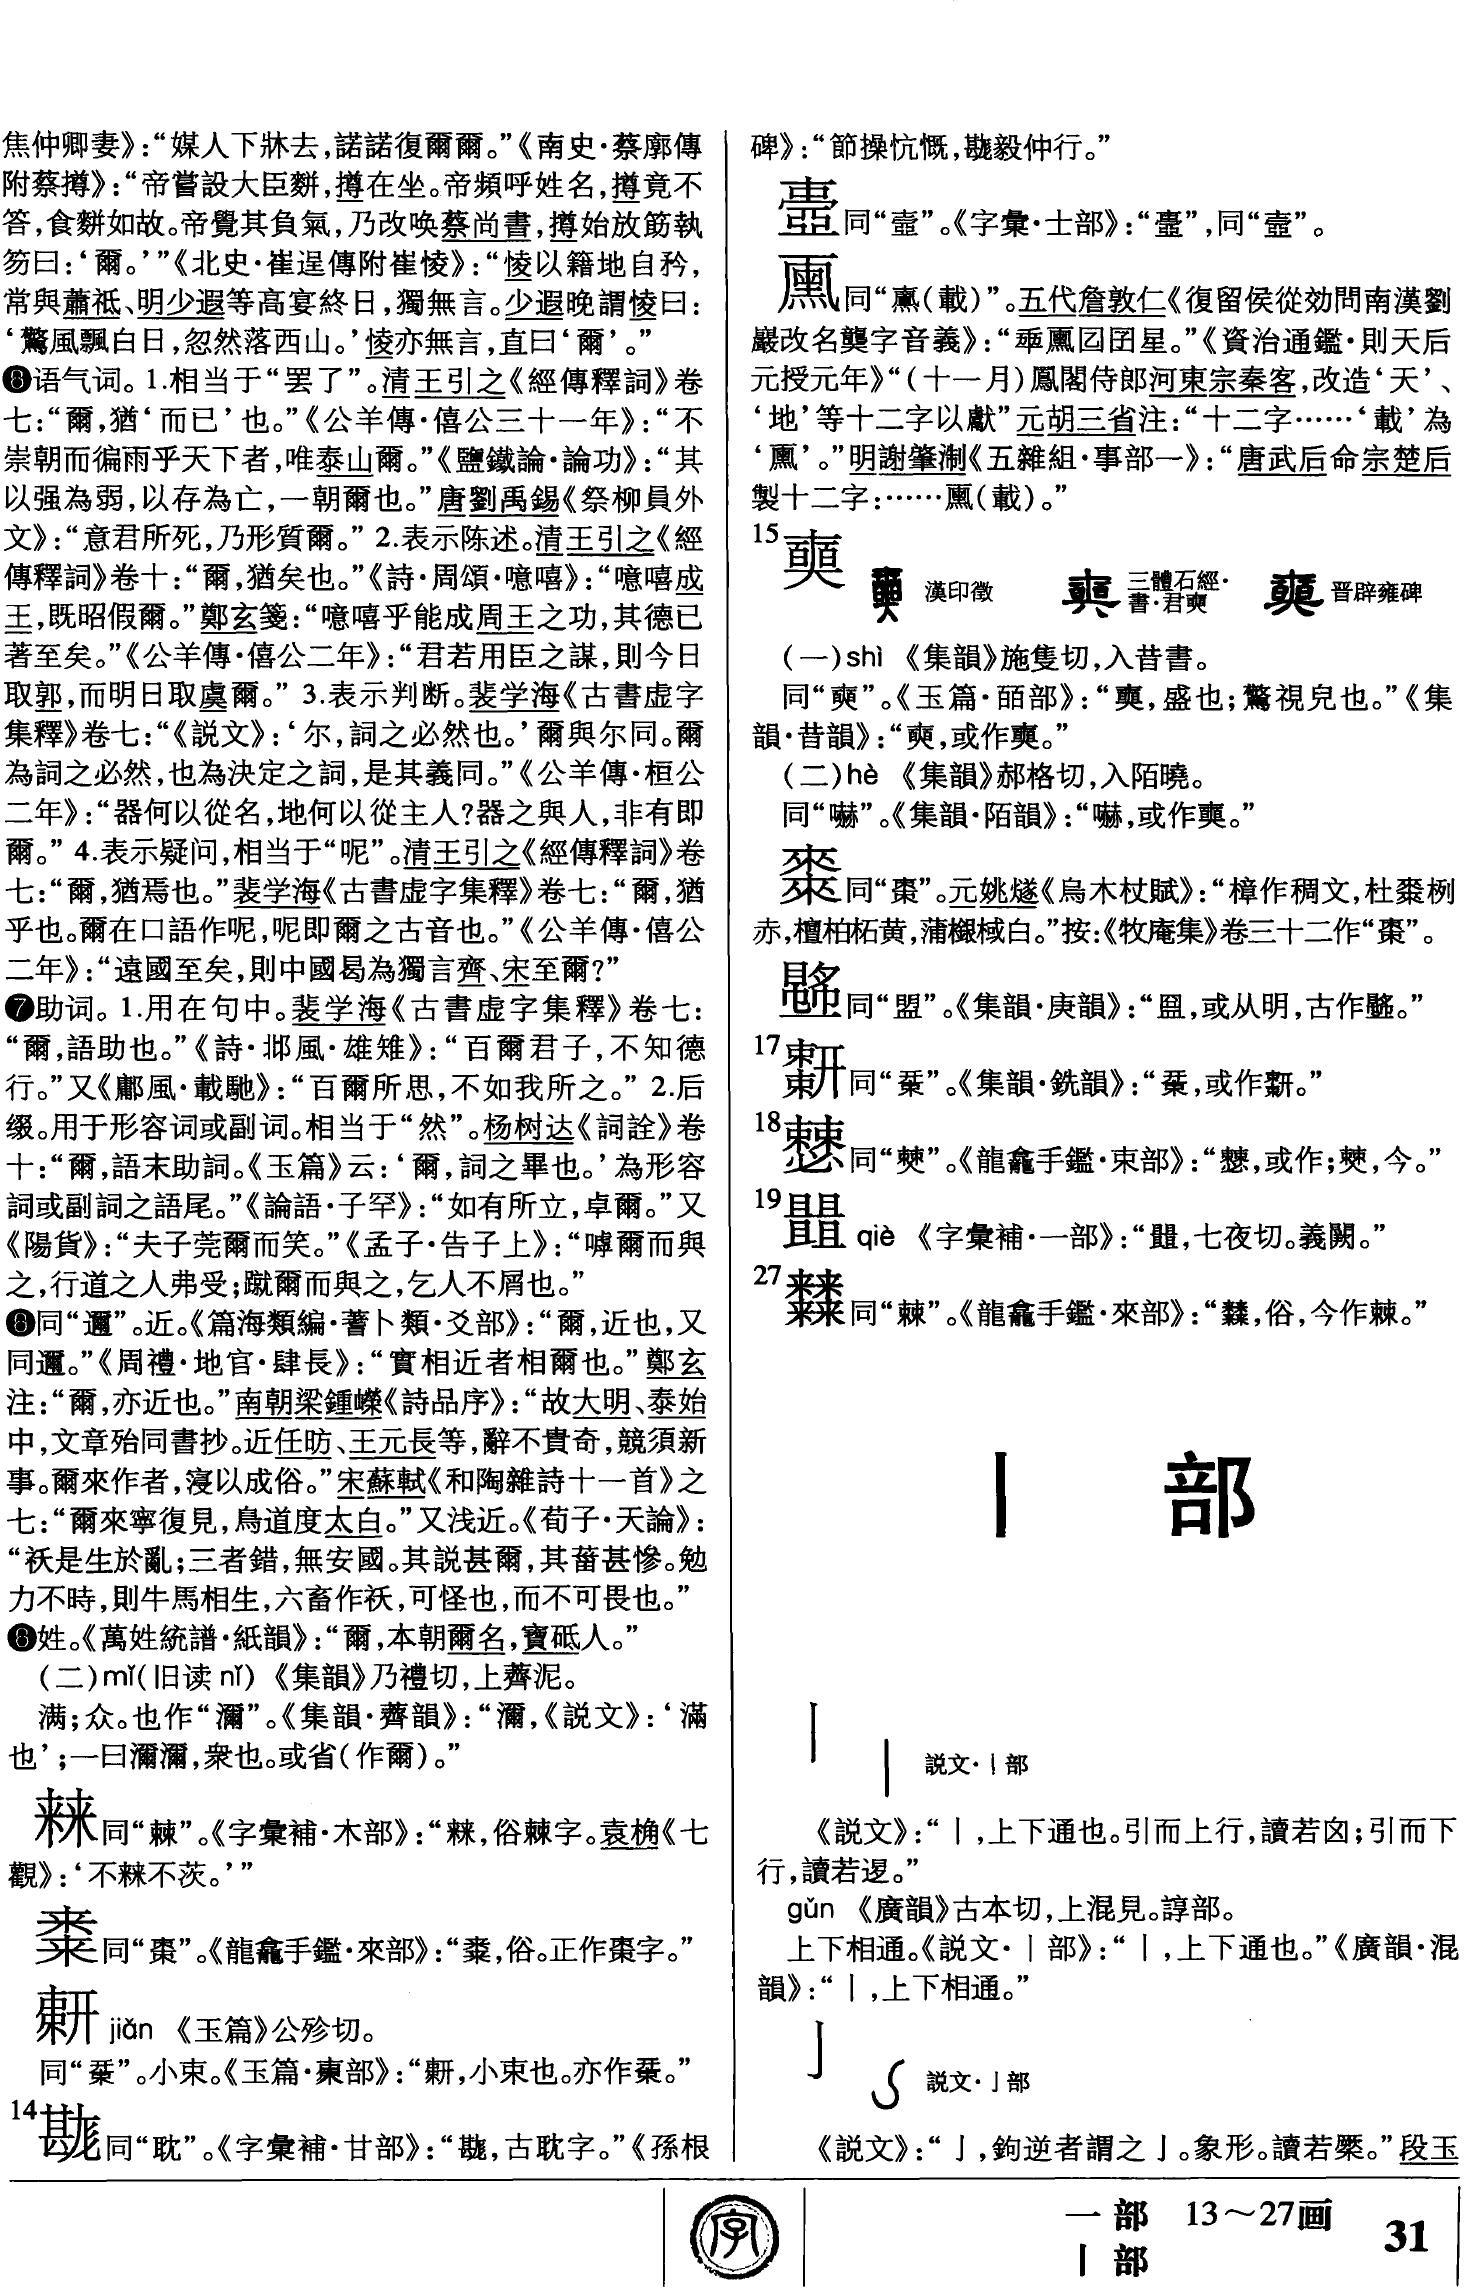 焦仲卿妻》：“媒人下牀去，諾諾復爾爾。”《南史·蔡廓傳
附蔡撙》：“帝嘗設大臣麨，撙在坐。帝頻呼姓名，撙竟不
答，食麨如故。帝覺其負氣，乃改唤蔡尚書，撙始放筯執
笏曰：‘爾。’”《北史·崔逞傳附崔㥄》：“㥄以籍地自矜，
常與蕭祗、明少遐等高宴終日，獨無言。少遐晚謂㥄曰：
‘驚風飄白日，忽然落西山。’㥄亦無言，直曰‘爾’。”
❻语气词。1.相当于“罢了”。清王引之《經傳釋詞》卷
七：“爾，猶‘而已’也。”《公羊傳·僖公三十一年》：“不
崇朝而徧雨乎天下者，唯泰山爾。”《鹽鐵論·論功》：“其
以强為弱，以存為亡，一朝爾也。”唐劉禹錫《祭柳員外
文》：“意君所死，乃形質爾。” 2.表示陈述。清王引之《經
傳釋詞》卷十：“爾，猶矣也。”《詩·周頌·噫嘻》：“噫嘻成
王，既昭假爾。”鄭玄箋：“噫嘻乎能成周王之功，其德已
著至矣。”《公羊傳·僖公二年》：“君若用臣之謀，則今日
取郭，而明日取虞爾。” 3.表示判断。裴学海《古書虚字
集釋》卷七：“《説文》：‘尔，詞之必然也。’爾與尔同。爾
為詞之必然，也為決定之詞，是其義同。”《公羊傳·桓公
二年》：“器何以從名，地何以從主人？器之與人，非有即
爾。” 4.表示疑问，相当于“呢”。清王引之《經傳釋詞》卷
七：“爾，猶焉也。”裴学海《古書虚字集釋》卷七：“爾，猶
乎也。爾在口語作呢，呢即爾之古音也。”《公羊傳·僖公
二年》：“遠國至矣，則中國曷為獨言齊、宋至爾？”
❼助词。1.用在句中。裴学海《古書虚字集釋》卷七：
“爾，語助也。”《詩·邶風·雄雉》：“百爾君子，不知德
行。”又《鄘風·載馳》：“百爾所思，不如我所之。” 2.后
缀。用于形容词或副词。相当于“然”。杨树达《詞詮》卷
十：“爾，語末助詞。《玉篇》云：‘爾，詞之畢也。’為形容
詞或副詞之語尾。”《論語·子罕》：“如有所立，卓爾。”又
《陽貨》：“夫子莞爾而笑。”《孟子·告子上》：“嘑爾而與
之，行道之人弗受；蹴爾而與之，乞人不屑也。”
❽同“邇”。近。《篇海類編·蓍卜類·爻部》：“爾，近也，又
同邇。”《周禮·地官·肆長》：“實相近者相爾也。”鄭玄
注：“爾，亦近也。”南朝梁鍾嶸《詩品序》：“故大明、泰始
中，文章殆同書抄。近任昉、王元長等，辭不貴奇，競須新
事。爾來作者，寖以成俗。”宋蘇軾《和陶雜詩十一首》之
七：“爾來寧復見，鳥道度太白。”又浅近。《荀子·天論》：
“祅是生於亂；三者錯，無安國。其説甚爾，其菑甚慘。勉
力不時，則牛馬相生，六畜作祅，可怪也，而不可畏也。”
姓。《萬姓統譜·紙韻》：“爾，本朝爾名，寶砥人。”
(二)mǐ(旧读nǐ) 《集韻》乃禮切，上薺泥。
满；众。也作“濔”。《集韻·薺韻》：“濔，《説文》：‘滿
也’；一曰濔濔，衆也。或省(作爾)。”
同“棘”。《字彙補·木部》：“，俗棘字。袁桷《七
觀》：‘不不茨。’”
同“棗”。《龍龕手鑑·來部》：“，俗。正作棗字。”
jiǎn 《玉篇》公殄切。
同“㯺”。小束。《玉篇·㯻部》：“，小束也。亦作㯺。”
14 同“耽”。《字彙補·甘部》：“，古耽字。”《孫根
碑》：“節操忼慨，毅仲行。”
同“壼”。《字彙·士部》：“”，同“壼”。
同“(載)”。五代詹敦仁《復留侯從効問南漢劉
巖改名龑字音義》：“星。”《資治通鑑·則天后
元授元年》“(十一月)鳳閣侍郎河東宗秦客，改造‘天’、
‘地’等十二字以獻”元胡三省注：“十二字……‘載’為
‘’。”明謝肇淛《五雜組·事部一》：“唐武后命宗楚后
製十二字：……(載)。”
15 奭 漢印徵 三體石經·書·君奭 晋辟雍碑
(一)shì 《集韻》施隻切，入昔書。
同“奭”。《玉篇·皕部》：“，盛也；驚視皃也。”《集
韻·昔韻》：“奭，或作。”
(二)hè 《集韻》郝格切，入陌曉。
同“嚇”。《集韻·陌韻》：“嚇，或作。”
同“棗”。元姚燧《烏木杖賦》：“樟作稠文，杜栵
赤，檀柏柘黄，蒲棫白。”按：《牧庵集》卷三十二作“棗”。
同“盟”。《集韻·庚韻》：“，或从明，古作。”
17 同“㯺”。《集韻·銑韻》：“㯺，或作。”
18 同“”。《龍龕手鑑·束部》：“，或作；，今。”
19 qiè 《字彙補·一部》：“，七夜切。義闕。”
27 同“棘”。《龍龕手鑑·來部》：“，俗，今作棘。”
丨 部
丨 丨 説文·丨部
《説文》：“丨，上下通也。引而上行，讀若囟；引而下
行，讀若𨓤。”
gǔn 《廣韻》古本切，上混見。諄部。
上下相通。《説文·丨部》：“丨，上下通也。”《廣韻·混
韻》：“丨，上下相通。”
亅 説文·亅部
《説文》：“亅，鉤逆者謂之亅。象形。讀若橜。”段玉
字
一 部 13～27画
丨 部
31